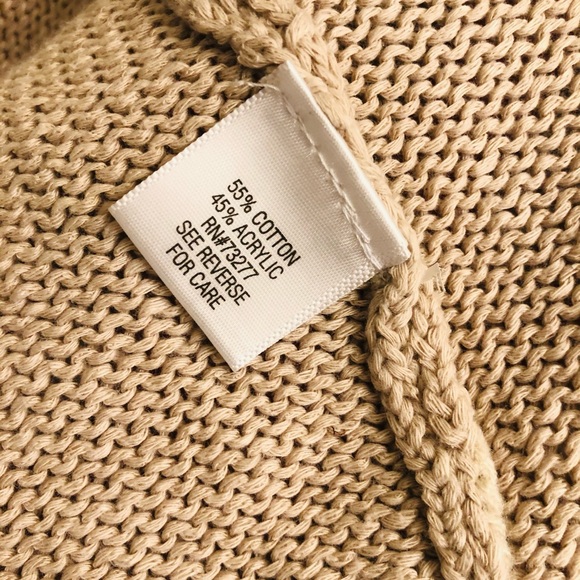 55% COTTON
45% ACRYLIC
RN#73277
SEE REVERSE
FOR CARE